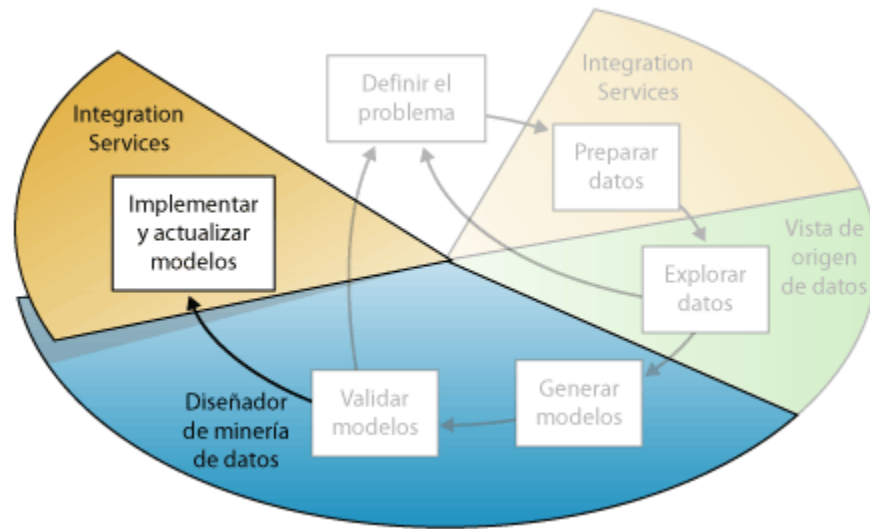 Integration
Services
Implementar
y actualizar
modelos
Definir el
problema
Integration
Services
Preparar
datos
Vista de
origen
de datos
Explorar
datos
Generar
modelos
Validar
modelos
Diseñador
de minería
de datos